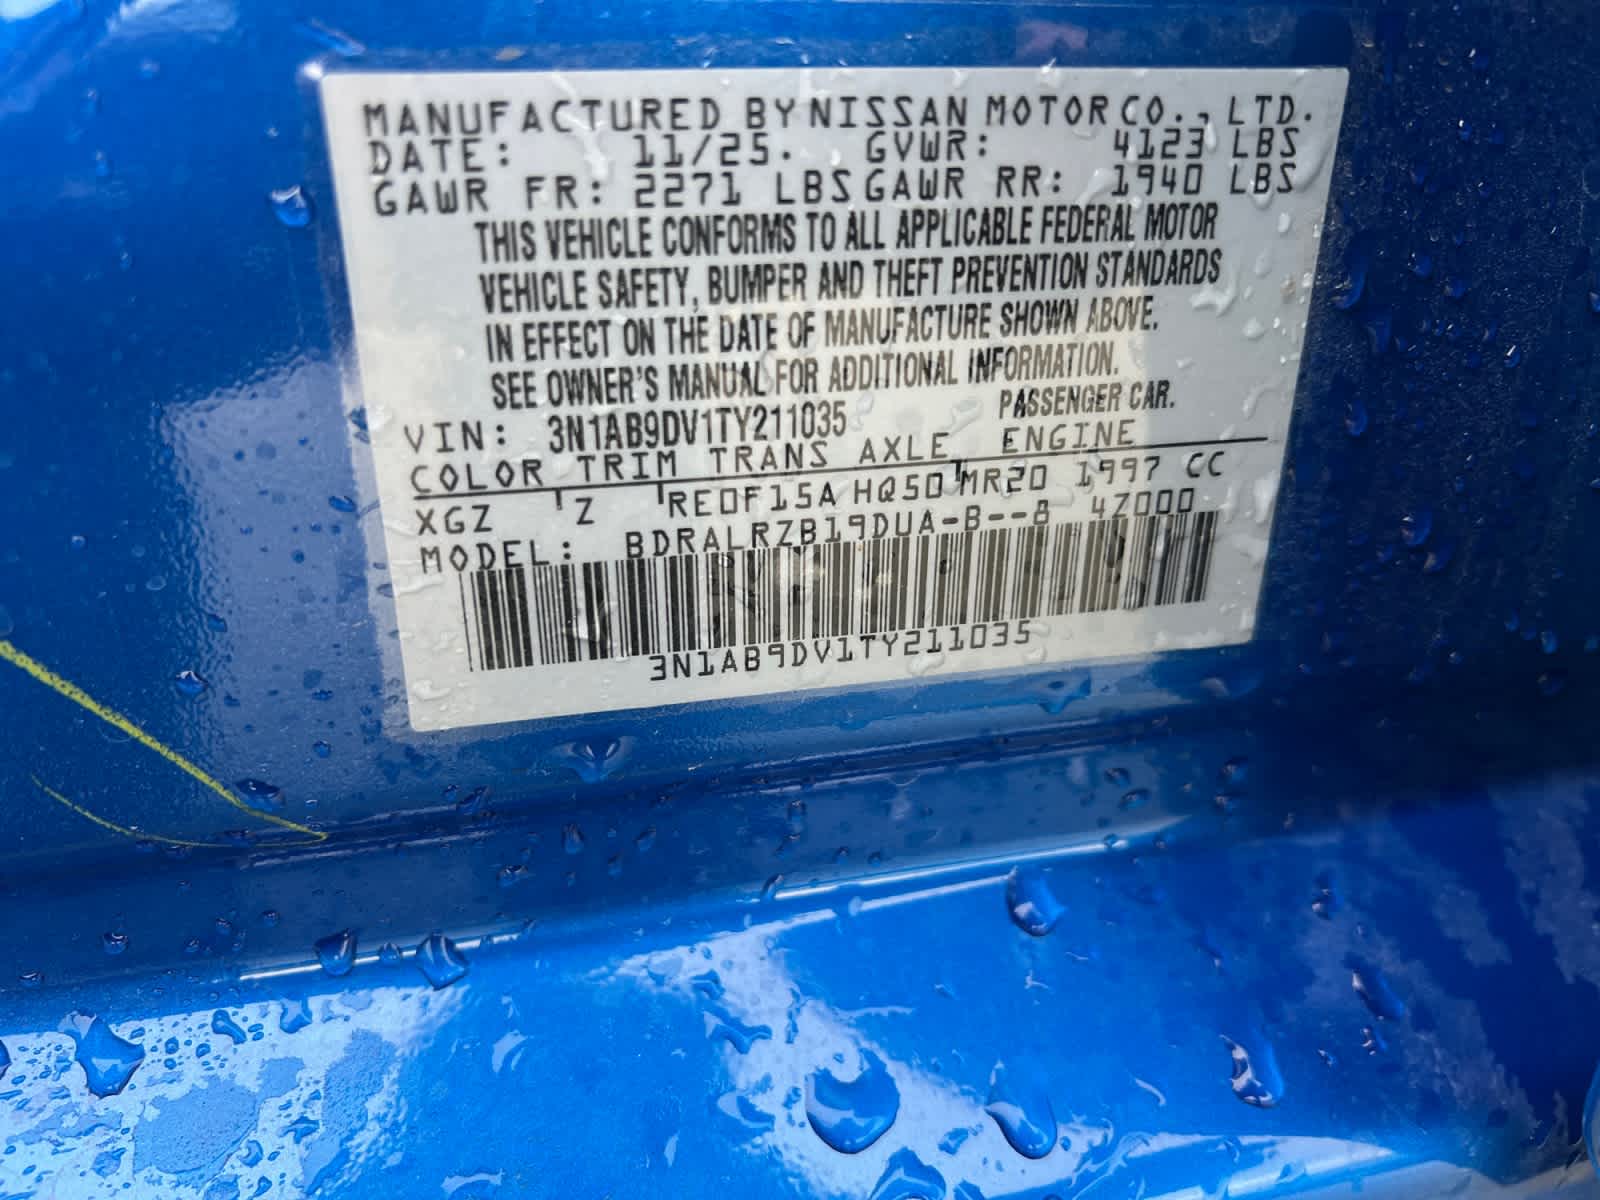 MANUFACTURED BY NISSAN MOTOR CO., LTD.
DATE: 11/25. GVWR: 4123 LBS
GAWR FR: 2271 LBS GAWR RR: 1940 LBS
THIS VEHICLE CONFORMS TO ALL APPLICABLE FEDERAL MOTOR
VEHICLE SAFETY, BUMPER AND THEFT PREVENTION STANDARDS
IN EFFECT ON THE DATE OF MANUFACTURE SHOWN ABOVE.
SEE OWNER'S MANUAL FOR ADDITIONAL INFORMATION.
VIN: 3N1AB9DV1TY211035 PASSENGER CAR.
COLOR TRIM TRANS AXLE ENGINE
XGZ Z RE0F15A HQ50 MR20 1997 CC
MODEL: BDRALRZB19DUA-B--8 4Z000
3N1AB9DV1TY211035